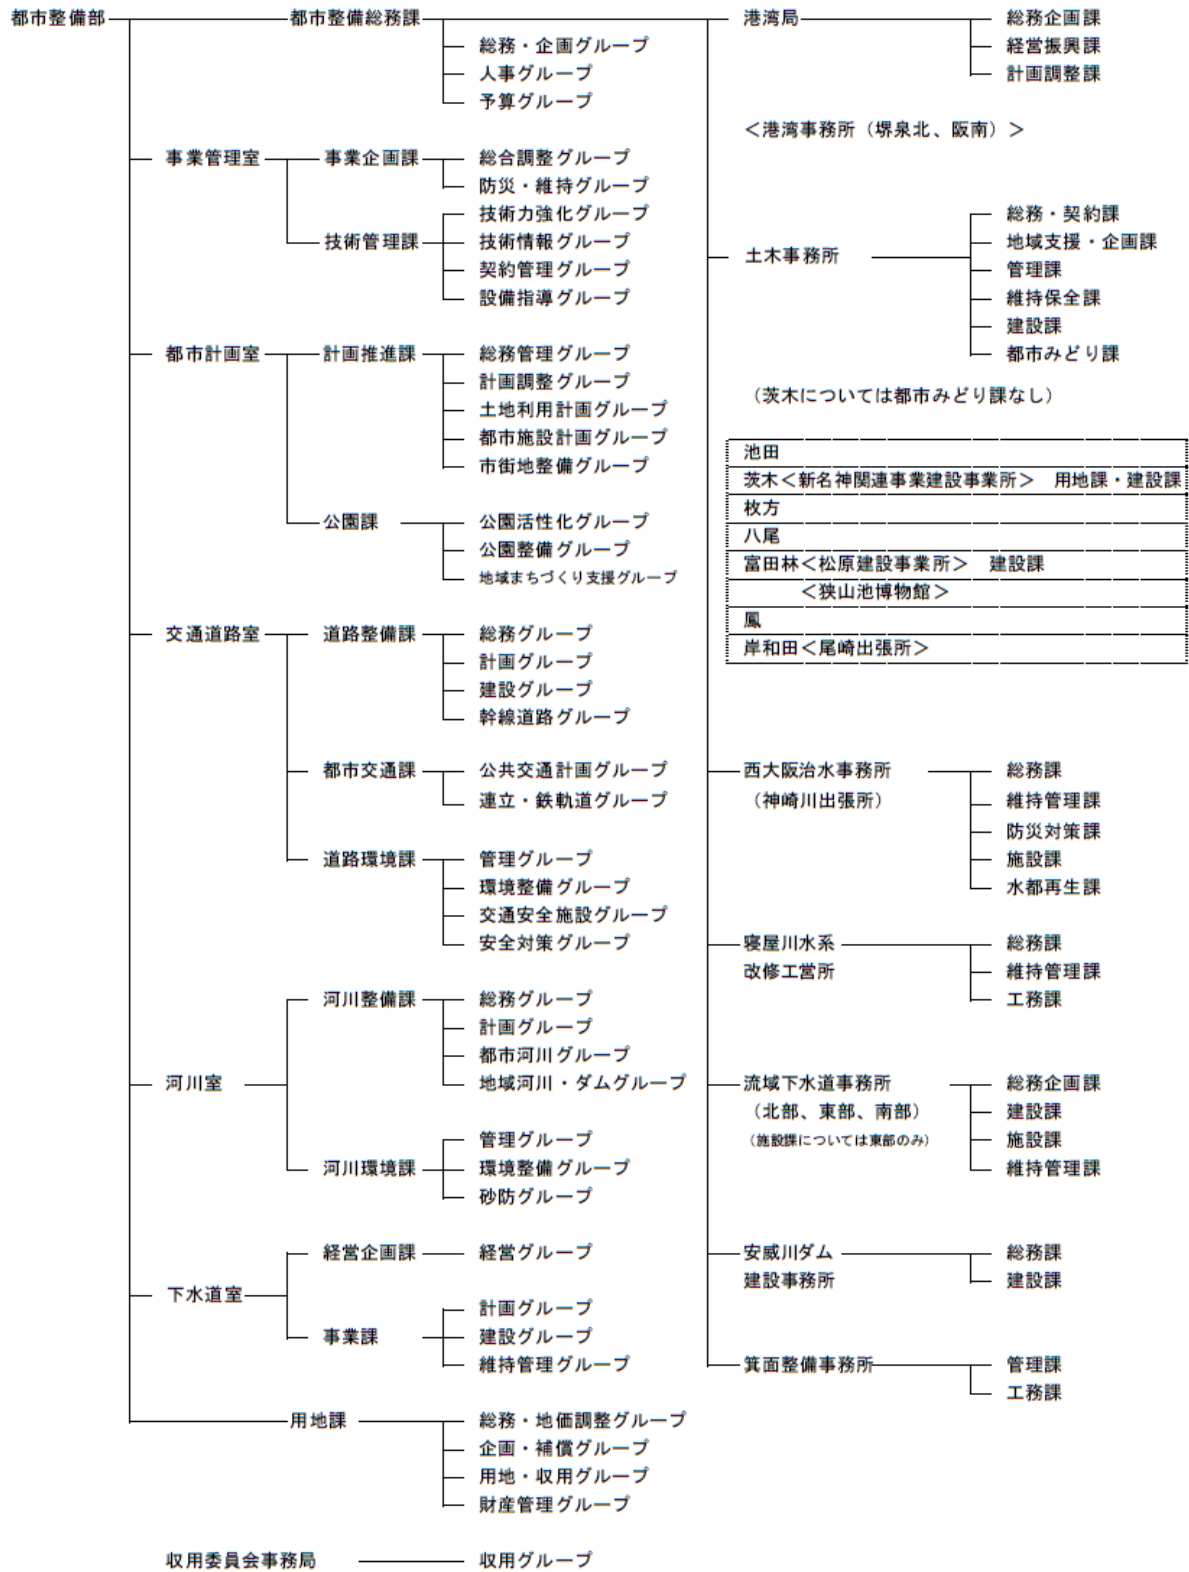 都市整備部
都市整備総務課
総務・企画グループ
人事グループ
予算グループ
事業管理室
事業企画課
総合調整グループ
防災・維持グループ
技術管理課
技術力強化グループ
技術情報グループ
契約管理グループ
設備指導グループ
都市計画室
計画推進課
総務管理グループ
計画調整グループ
土地利用計画グループ
都市施設計画グループ
市街地整備グループ
公園課
公園活性化グループ
公園整備グループ
地域まちづくり支援グループ
交通道路室
道路整備課
総務グループ
計画グループ
建設グループ
幹線道路グループ
都市交通課
公共交通計画グループ
連立・鉄軌道グループ
道路環境課
管理グループ
環境整備グループ
交通安全施設グループ
安全対策グループ
河川室
河川整備課
総務グループ
計画グループ
都市河川グループ
地域河川・ダムグループ
河川環境課
管理グループ
環境整備グループ
砂防グループ
下水道室
経営企画課
経営グループ
事業課
計画グループ
建設グループ
維持管理グループ
用地課
総務・地価調整グループ
企画・補償グループ
用地・収用グループ
財産管理グループ
収用委員会事務局
収用グループ
港湾局
総務企画課
経営振興課
計画調整課
＜港湾事務所（堺泉北、阪南）＞
土木事務所
総務・契約課
地域支援・企画課
管理課
維持保全課
建設課
都市みどり課
（茨木については都市みどり課なし）
池田
茨木＜新名神関連事業建設事業所＞　用地課・建設課
枚方
八尾
富田林＜松原建設事業所＞　建設課
＜狭山池博物館＞
鳳
岸和田＜尾崎出張所＞
西大阪治水事務所
（神崎川出張所）
総務課
維持管理課
防災対策課
施設課
水都再生課
寝屋川水系
改修工営所
総務課
維持管理課
工務課
流域下水道事務所
（北部、東部、南部）
（施設課については東部のみ）
総務企画課
建設課
施設課
維持管理課
安威川ダム
建設事務所
総務課
建設課
箕面整備事務所
管理課
工務課